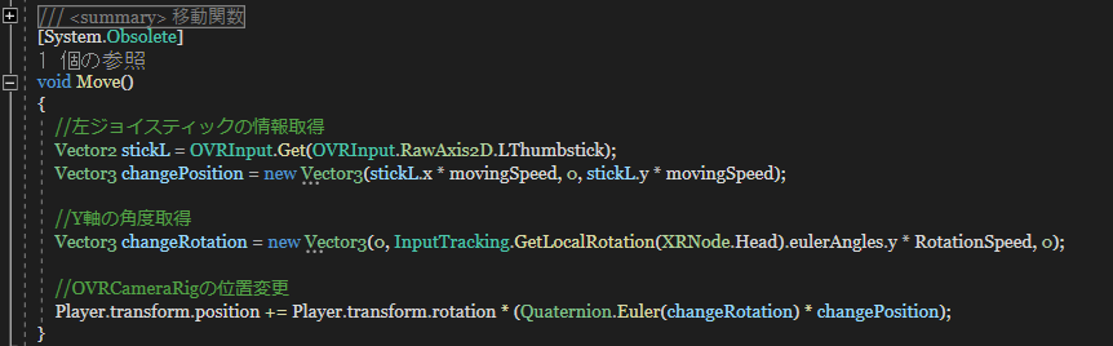 /// <summary> 移動関数
[System.Obsolete]
1 個の参照
void Move()
{
//左ジョイスティックの情報取得
Vector2 stickL = OVRInput.Get(OVRInput.RawAxis2D.LThumbstick);
Vector3 changePosition = new Vector3(stickL.x * movingSpeed, 0, stickL.y * movingSpeed);
//Y軸の角度取得
Vector3 changeRotation = new Vector3(0, InputTracking.GetLocalRotation(XRNode.Head).eulerAngles.y * RotationSpeed, 0);
//OVRCameraRigの位置変更
Player.transform.position += Player.transform.rotation * (Quaternion.Euler(changeRotation) * changePosition);
}